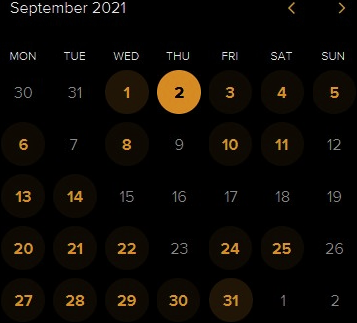 September 2021
MON TUE WED THU FRI SAT SUN
30 31 1 2 3 4 5
6 7 8 9 10 11 12
13 14 15 16 17 18 19
20 21 22 23 24 25 26
27 28 29 30 31 1 2